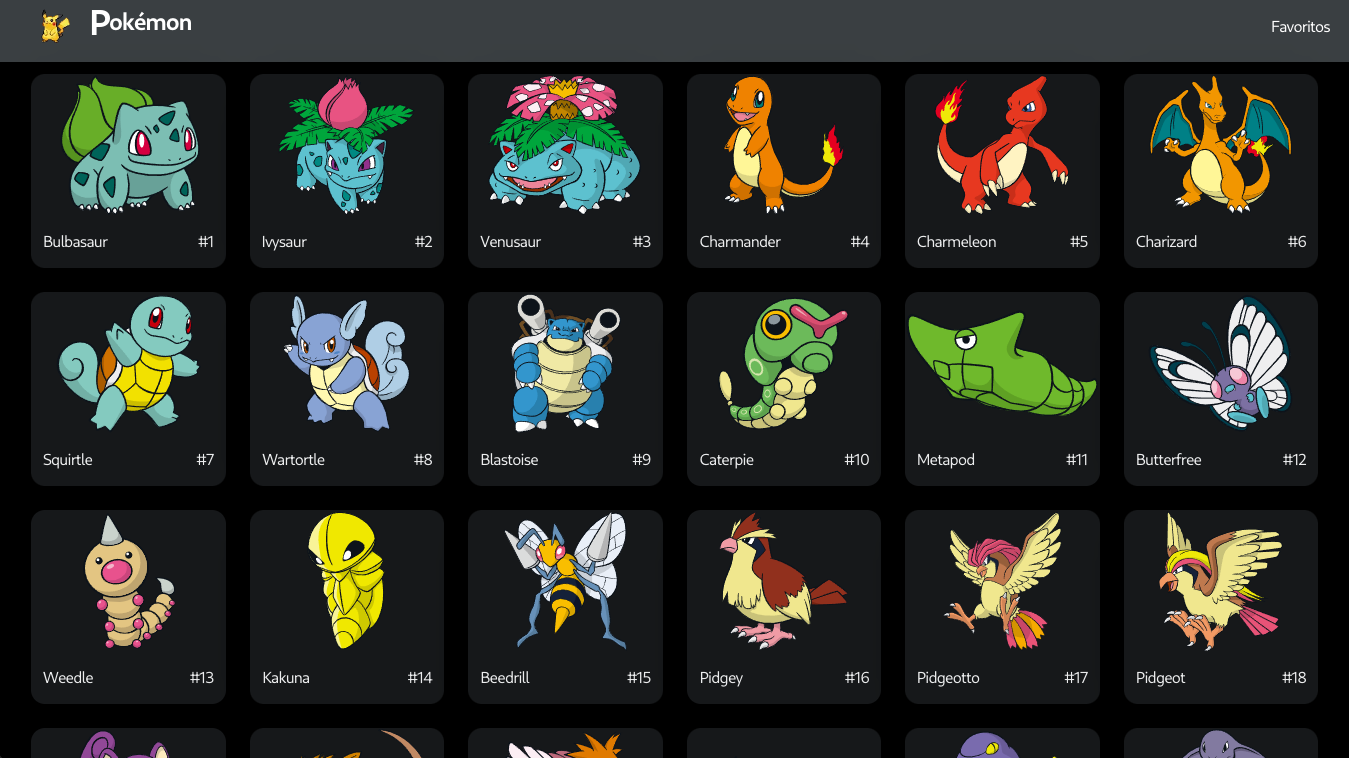 Pokémon
Favoritos
Bulbasaur #1
Ivysaur #2
Venusaur #3
Charmander #4
Charmeleon #5
Charizard #6
Squirtle #7
Wartortle #8
Blastoise #9
Caterpie #10
Metapod #11
Butterfree #12
Weedle #13
Kakuna #14
Beedrill #15
Pidgey #16
Pidgeotto #17
Pidgeot #18